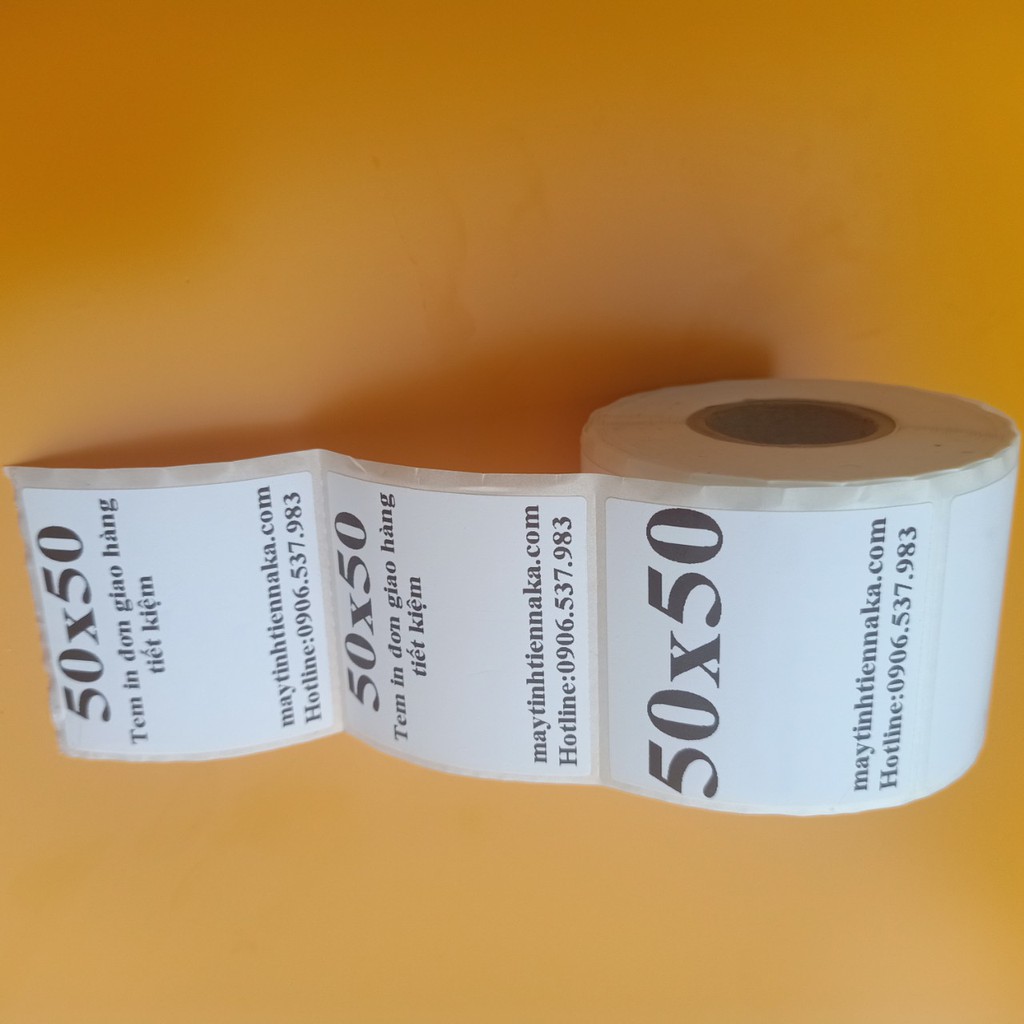 50x50
Tem in đơn giao hàng
tiết kiệm
maytinhtiennaka.com
Hotline:0906.537.983
50x50
Tem in đơn giao hàng
tiết kiệm
maytinhtiennaka.com
Hotline:0906.537.983
50x50
maytinhtiennaka.com
Hotline:0906.537.983